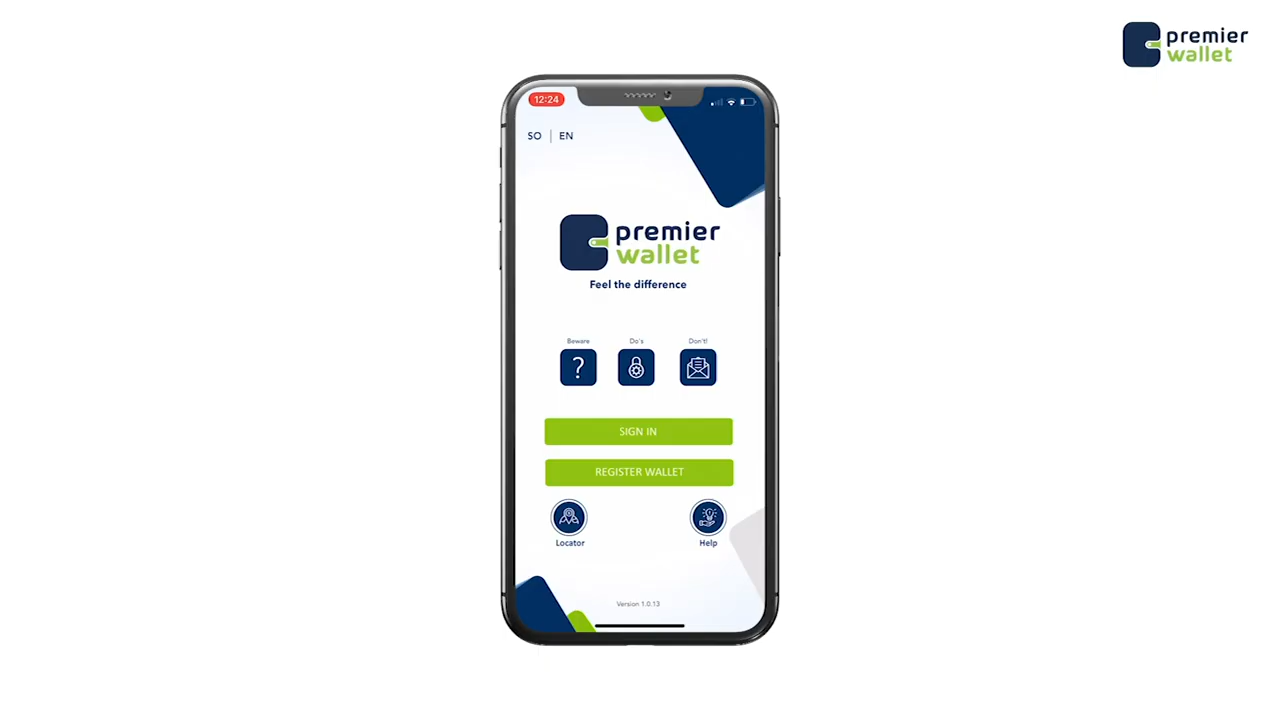 premier
wallet
12:24
SO | EN
premier
wallet
Feel the difference
Beware
Do's
Don't!
SIGN IN
REGISTER WALLET
Locator
Help
Version 1.0.13